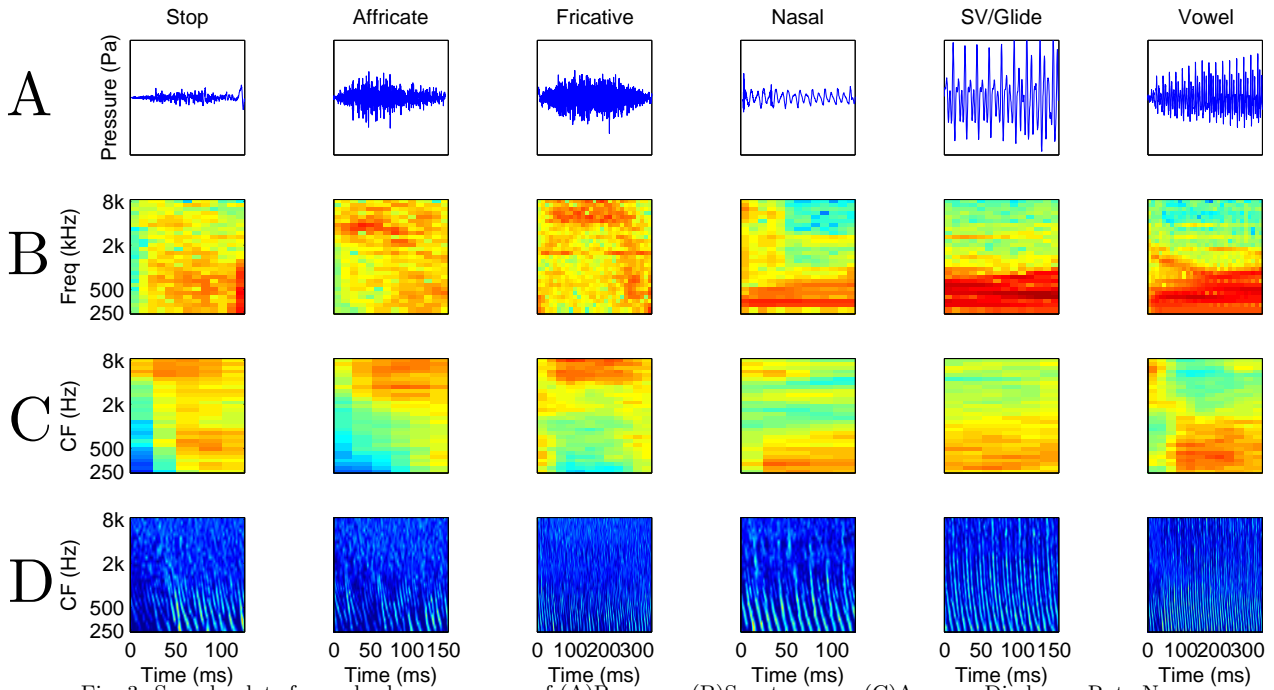 Stop Affricate Fricative Nasal SV/Glide Vowel
A
Pressure (Pa)
B
Freq (kHz)
8k
2k
500
250
C
CF (Hz)
8k
2k
500
250
D
CF (Hz)
8k
2k
500
250
0 50 100 0 50 100 150 0 100 200 300 0 50 100 0 50 100 150 0 100 200 300
Time (ms) Time (ms) Time (ms) Time (ms) Time (ms) Time (ms)